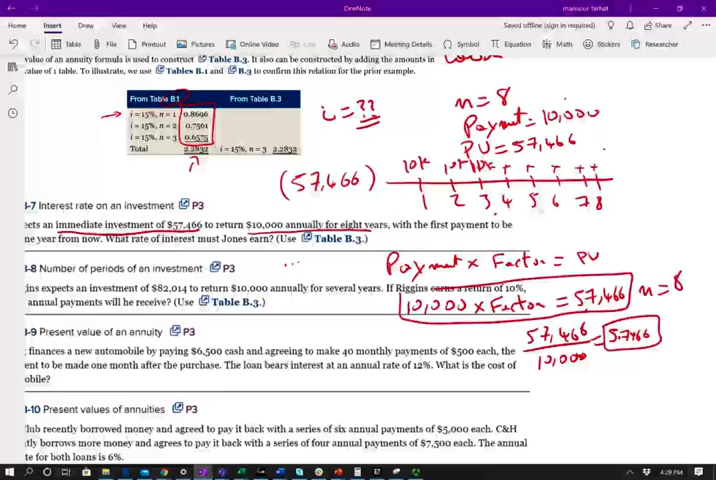 OneNote
mansour farhat
Home Insert Draw View Help
Saved offline (sign in required)
Share
Table File Printout Pictures Online Video Audio Meeting Details Symbol Equation Math Stickers Researcher
value of an annuity formula is used to construct Table B.3. It also can be constructed by adding the amounts in
value of 1 table. To illustrate, we use Tables B.1 and B.3 to confirm this relation for the prior example.
From Table B.1 From Table B.3
i = 15%, n = 1 0.8696
i = 15%, n = 2 0.7561
i = 15%, n = 3 0.6575
Total 2.2832 i = 15%, n = 3 2.2832
i = ??
n = 8
Payment = 10,000
PV = 57,466
(57,466)
10k 10k 10k + + + + +
1 2 3 4 5 6 7 8
-7 Interest rate on an investment P3
ects an immediate investment of $57,466 to return $10,000 annually for eight years, with the first payment to be
ne year from now. What rate of interest must Jones earn? (Use Table B.3.)
Payment x Factor = PV
10,000 x Factor = 57,466 n = 8
57,466
10,000
= 5.7466
-8 Number of periods of an investment P3
ins expects an investment of $82,014 to return $10,000 annually for several years. If Riggins earns a return of 10%,
annual payments will he receive? (Use Table B.3.)
-9 Present value of an annuity P3
finances a new automobile by paying $6,500 cash and agreeing to make 40 monthly payments of $500 each, the
ent to be made one month after the purchase. The loan bears interest at an annual rate of 12%. What is the cost of
obile?
-10 Present values of annuities P3
lub recently borrowed money and agreed to pay it back with a series of six annual payments of $5,000 each. C&H
tly borrows more money and agrees to pay it back with a series of four annual payments of $7,500 each. The annual
te for both loans is 6%.
4:29 PM